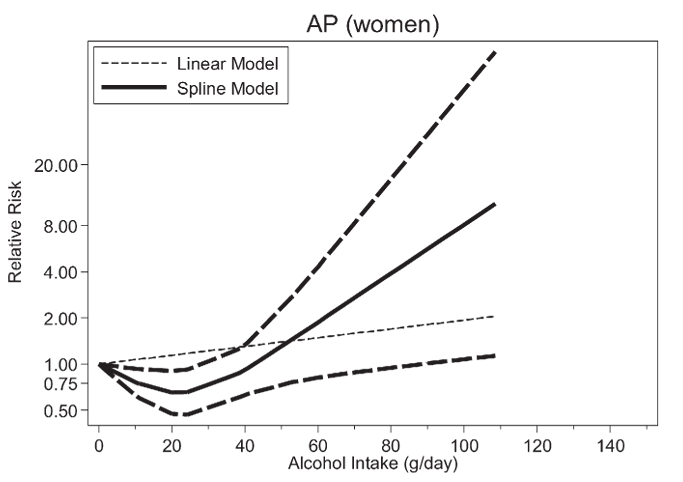 AP (women)
Linear Model
Spline Model
Relative Risk
20.00
8.00
4.00
2.00
1.00
0.75
0.50
0 20 40 60 80 100 120 140
Alcohol Intake (g/day)